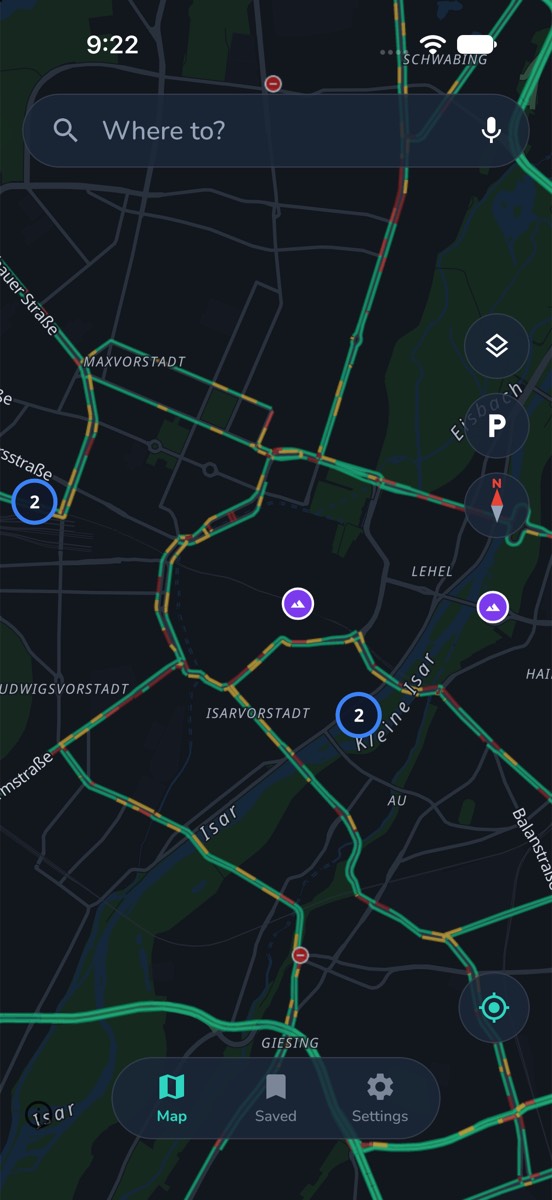 9:22
SCHWABING
Where to?
MAXVORSTADT
P
Eisbach
2
N
LEHEL
ISARVORSTADT
2
Kleine Isar
AU
Isar
GIESING
Map
Saved
Settings
Isar